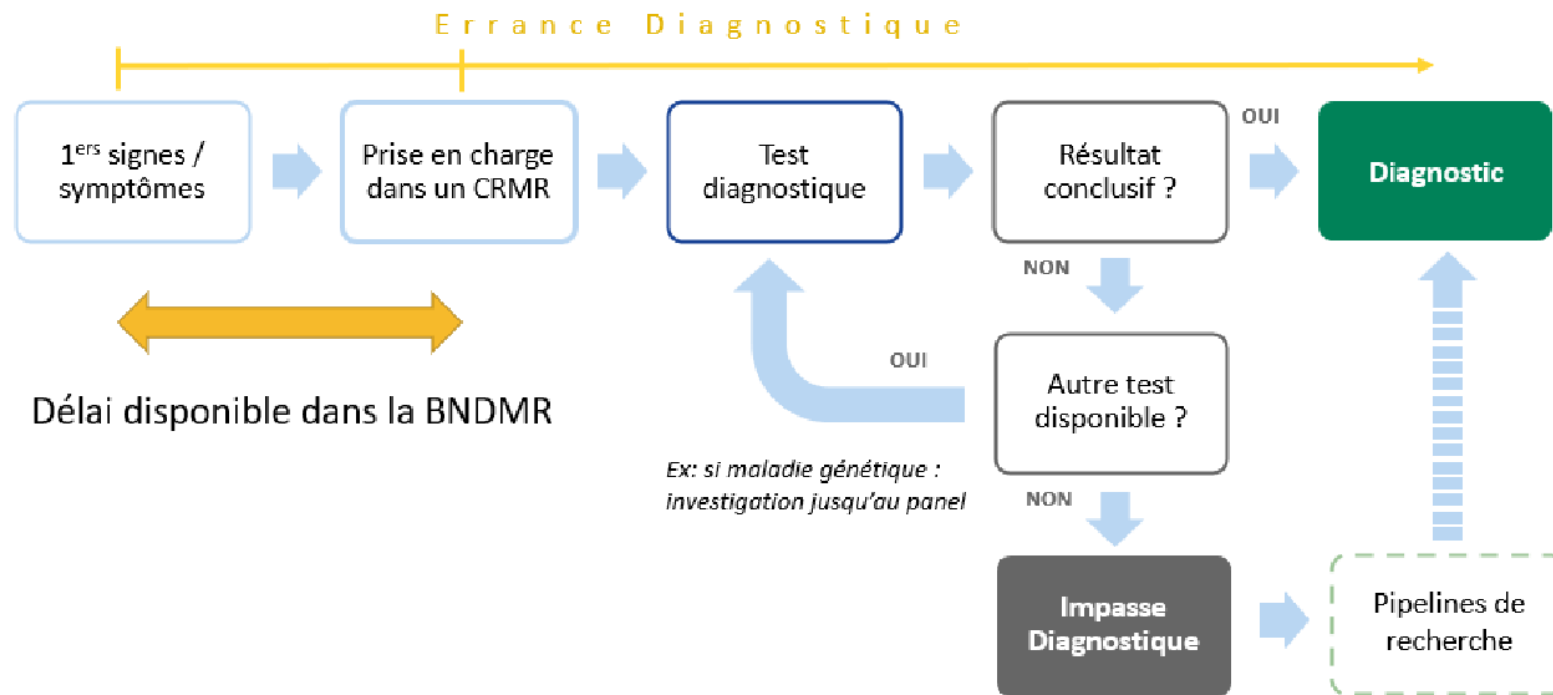 Errance Diagnostique
1ers signes /
symptômes
Prise en charge
dans un CRMR
Test
diagnostique
Résultat
conclusif ?
OUI
Diagnostic
NON
Délai disponible dans la BNDMR
OUI
Autre test
disponible ?
Ex: si maladie génétique :
investigation jusqu'au panel
NON
Impasse
Diagnostique
Pipelines de
recherche